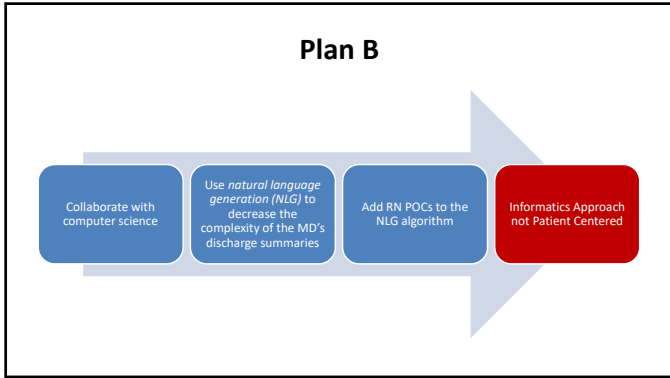 Plan B
Collaborate with
computer science
Use natural language
generation (NLG) to
decrease the
complexity of the MD's
discharge summaries
Add RN POCs to the
NLG algorithm
Informatics Approach
not Patient Centered